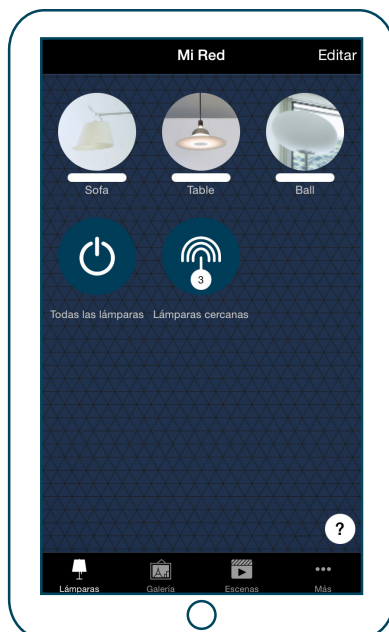 Mi Red
Editar
Sofa
Table
Ball
3
Todas las lámparas
Lámparas cercanas
?
Lámparas
Galería
Escenas
Más